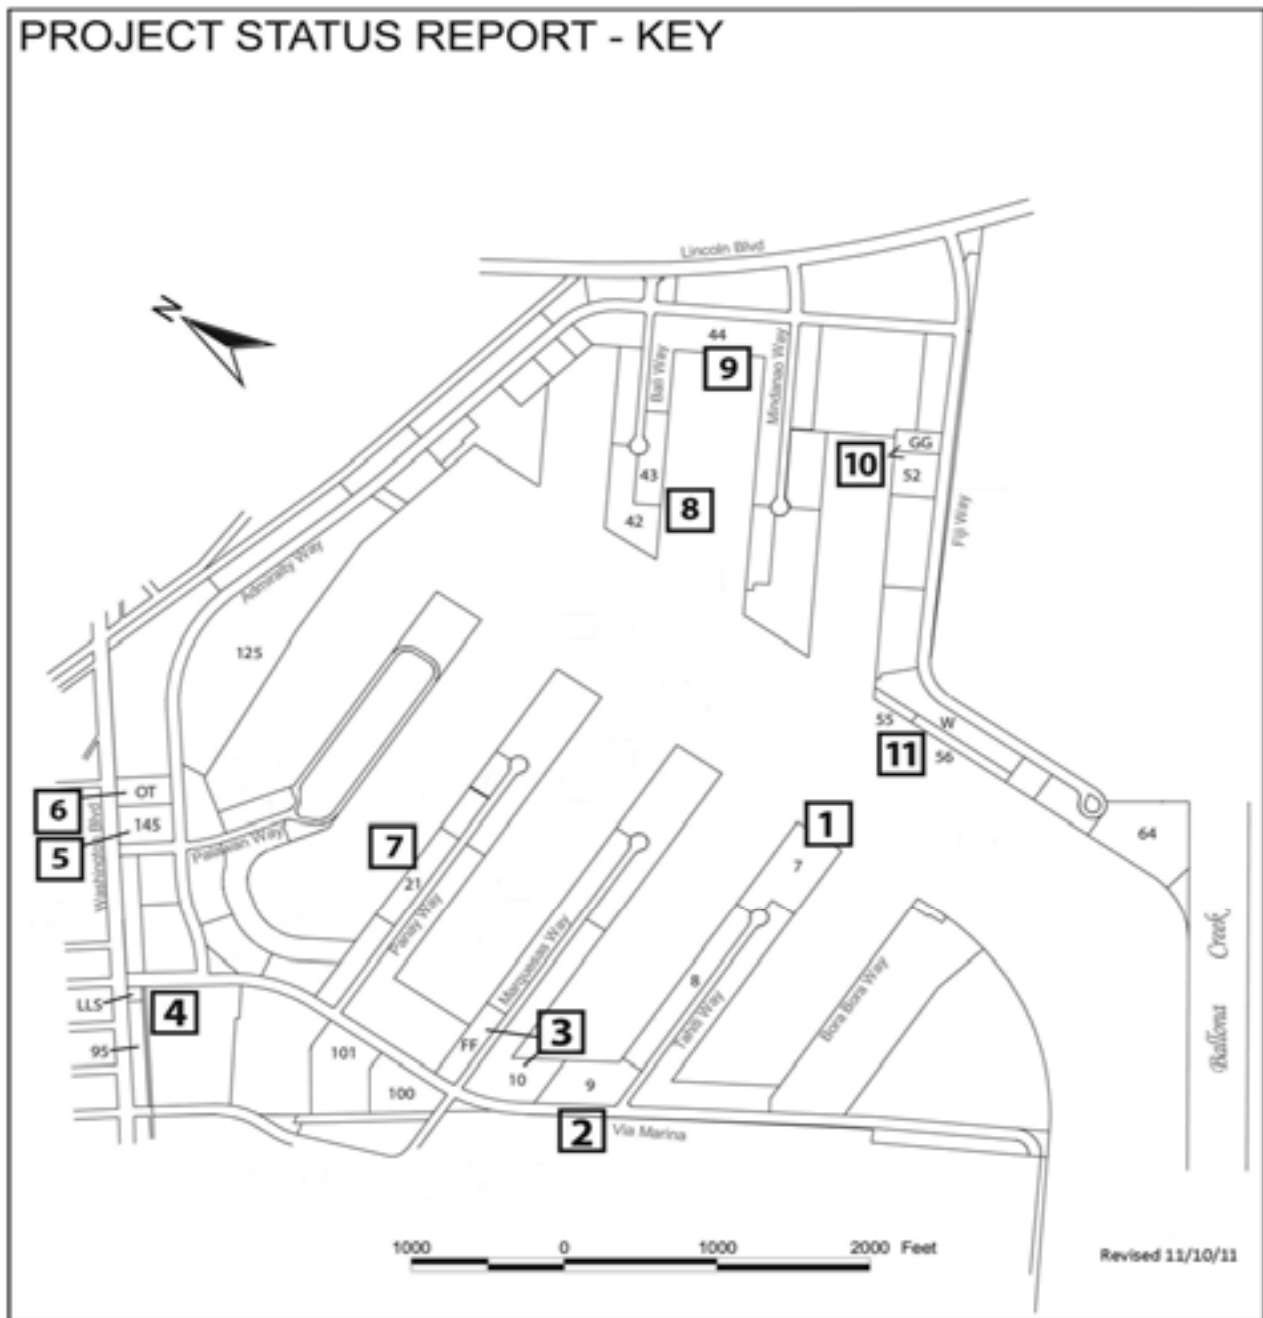 PROJECT STATUS REPORT - KEY
Lincoln Blvd
N
44
9
Bali Way
Mindanao Way
GG
10
52
43
8
42
Fiji Way
Admiralty Way
125
55
W
11
56
6
OT
145
5
Washington Blvd
Palawan Way
7
21
1
7
64
Panay Way
Marquesas Way
8
Tahiti Way
Bora Bora Way
Ballona Creek
LLS
4
95
3
FF
101
10
9
100
2
Via Marina
1000 0 1000 2000 Feet
Revised 11/10/11